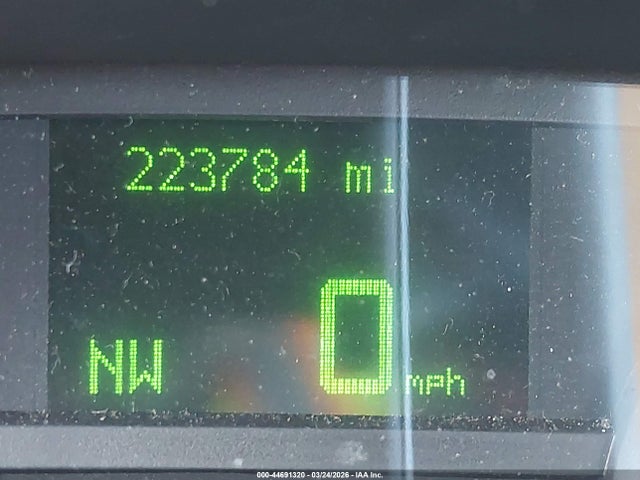 223784 mi
0 mph
NW
000-44691320 - 03/24/2026 - IAA Inc.